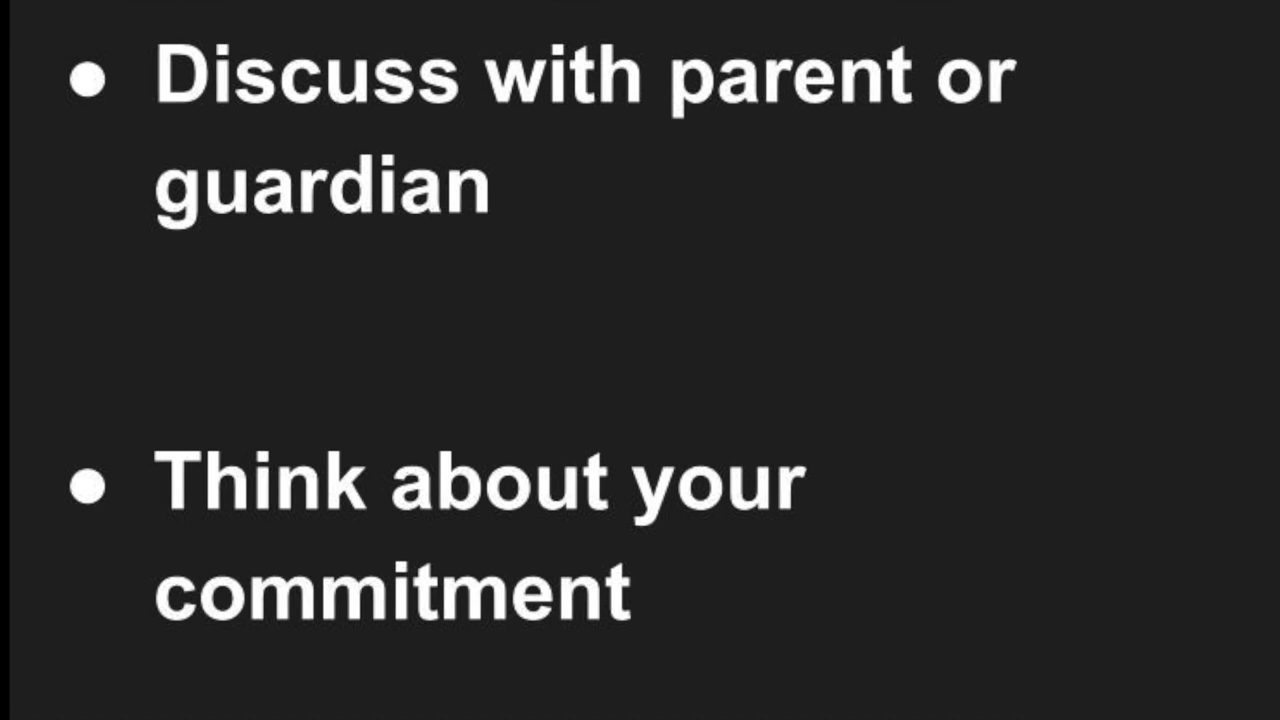 ● Discuss with parent or
guardian
● Think about your
commitment